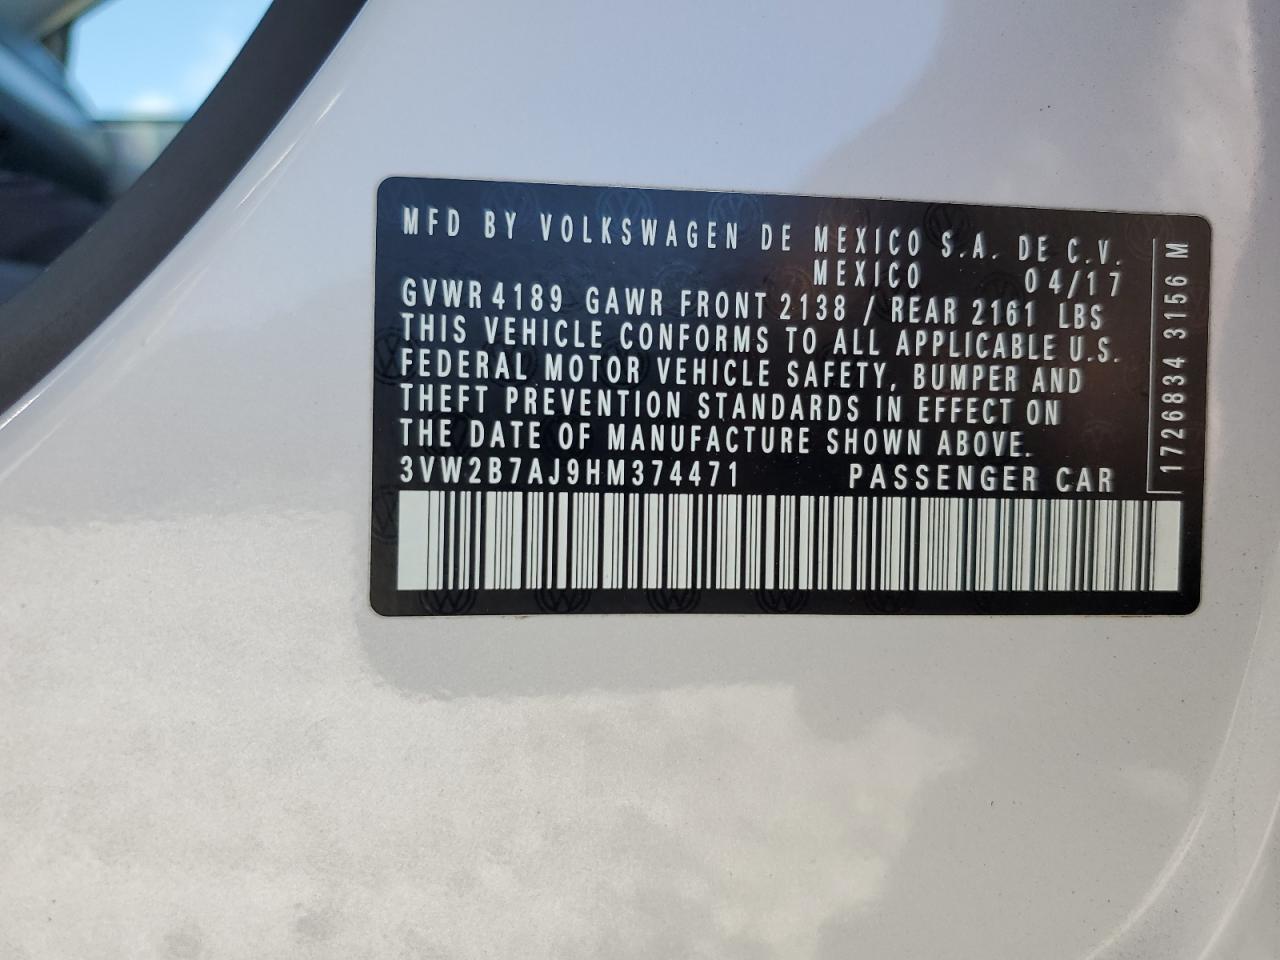 MFD BY VOLKSWAGEN DE MEXICO S.A. DE C.V.
MEXICO 04/17
GVWR 4189 GAWR FRONT 2138 / REAR 2161 LBS
THIS VEHICLE CONFORMS TO ALL APPLICABLE U.S.
FEDERAL MOTOR VEHICLE SAFETY, BUMPER AND
THEFT PREVENTION STANDARDS IN EFFECT ON
THE DATE OF MANUFACTURE SHOWN ABOVE.
3VW2B7AJ9HM374471 PASSENGER CAR
1726834 3156 M